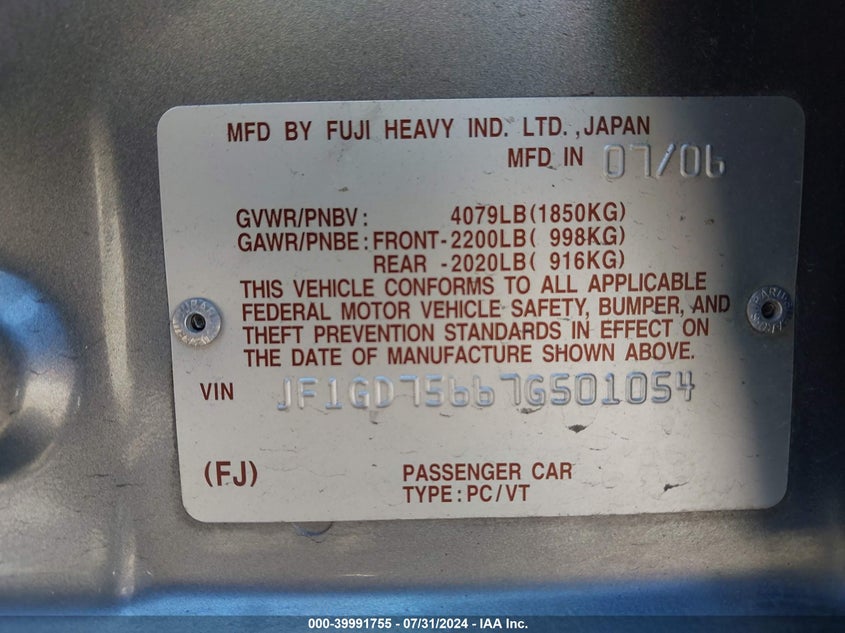 MFD BY FUJI HEAVY IND. LTD. ,JAPAN
MFD IN 07/06
GVWR/PNBV: 4079LB(1850KG)
GAWR/PNBE: FRONT-2200LB( 998KG)
REAR -2020LB( 916KG)
THIS VEHICLE CONFORMS TO ALL APPLICABLE
FEDERAL MOTOR VEHICLE SAFETY, BUMPER, AND
THEFT PREVENTION STANDARDS IN EFFECT ON
THE DATE OF MANUFACTURE SHOWN ABOVE.
VIN JF1GD75667G501054
(FJ) PASSENGER CAR
TYPE: PC/VT
000-39991755 - 07/31/2024 - IAA Inc.